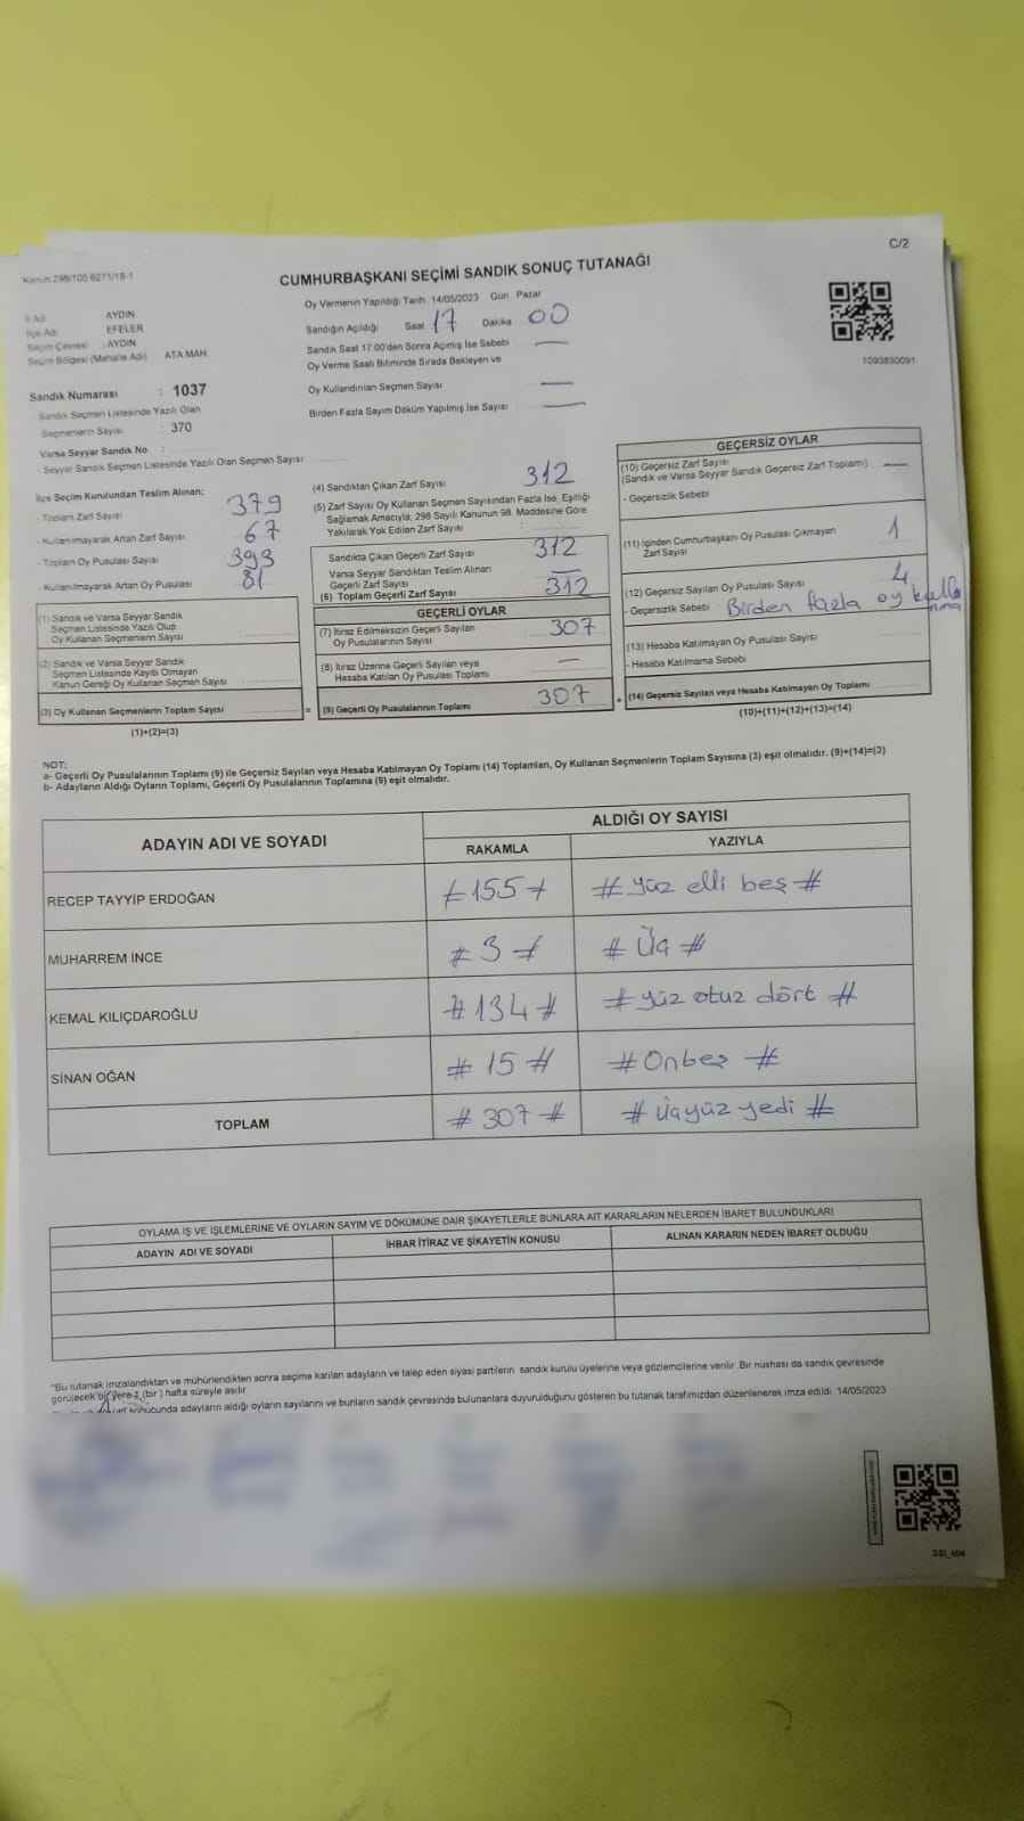 C/2
CUMHURBAŞKANI SEÇİMİ SANDIK SONUÇ TUTANAĞI
Oy Vermenin Yapıldığı Tarih: 14/05/2023 Gün: Pazar
İl Adı : AYDIN
İlçe Adı : EFELER
Seçim Çevresi : AYDIN
Seçim Bölgesi (Mahalle Adı) : ATA MAH.
Sandığın Açıldığı Saat 17 Dakika 00
Sandık Saat 17:00'den Sonra Açılmış İse Sebebi —
Oy Verme Saati Bitiminde Sırada Bekleyen ve
Oy Kullandırılan Seçmen Sayısı —
Birden Fazla Sayım Döküm Yapılmış İse Sayısı —
1093830091
Sandık Numarası : 1037
Sandık Seçmen Listesinde Yazılı Olan
Seçmenlerin Sayısı : 370
Varsa Seyyar Sandık No :
- Seyyar Sandık Seçmen Listesinde Yazılı Olan Seçmen Sayısı
İlçe Seçim Kurulundan Teslim Alınan:
- Toplam Zarf Sayısı 379
- Kullanılmayarak Artan Zarf Sayısı 67
- Toplam Oy Pusulası Sayısı 393
- Kullanılmayarak Artan Oy Pusulası 81
(1) Sandık ve Varsa Seyyar Sandık
Seçmen Listesinde Yazılı Olup
Oy Kullanan Seçmenlerin Sayısı
(2) Sandık ve Varsa Seyyar Sandık
Seçmen Listesinde Kaydı Olmayan
Kanun Gereği Oy Kullanan Seçmen Sayısı
(3) Oy Kullanan Seçmenlerin Toplam Sayısı
(1)+(2)=(3)
(4) Sandıktan Çıkan Zarf Sayısı 312
(5) Zarf Sayısı Oy Kullanan Seçmen Sayısından Fazla İse, Eşitliği
Sağlamak Amacıyla, 298 Sayılı Kanunun 98. Maddesine Göre
Yakılarak Yok Edilen Zarf Sayısı
Sandıkta Çıkan Geçerli Zarf Sayısı 312
Varsa Seyyar Sandıktan Teslim Alınan
Geçerli Zarf Sayısı —
(6) Toplam Geçerli Zarf Sayısı 312
GEÇERLİ OYLAR
(7) İtiraz Edilmeksizin Geçerli Sayılan
Oy Pusulalarının Sayısı 307
(8) İtiraz Üzerine Geçerli Sayılan veya
Hesaba Katılan Oy Pusulası Toplamı —
= (9) Geçerli Oy Pusulalarının Toplamı 307
GEÇERSİZ OYLAR
(10) Geçersiz Zarf Sayısı
(Sandık ve Varsa Seyyar Sandık Geçersiz Zarf Toplamı) —
- Geçersizlik Sebebi
(11) İçinden Cumhurbaşkanı Oy Pusulası Çıkmayan
Zarf Sayısı 1
(12) Geçersiz Sayılan Oy Pusulası Sayısı 4
- Geçersizlik Sebebi Birden fazla oy kulla
nma
(13) Hesaba Katılmayan Oy Pusulası Sayısı
- Hesaba Katılmama Sebebi
+ (14) Geçersiz Sayılan veya Hesaba Katılmayan Oy Toplamı
(10)+(11)+(12)+(13)=(14)
NOT:
a- Geçerli Oy Pusulalarının Toplamı (9) ile Geçersiz Sayılan veya Hesaba Katılmayan Oy Toplamı (14) Toplamları, Oy Kullanan Seçmenlerin Toplam Sayısına (3) eşit olmalıdır. (9)+(14)=(3)
b- Adayların Aldığı Oyların Toplamı, Geçerli Oy Pusulalarının Toplamına (9) eşit olmalıdır.
ADAYIN ADI VE SOYADI
ALDIĞI OY SAYISI
RAKAMLA YAZIYLA
RECEP TAYYİP ERDOĞAN # 155 # # yüz elli beş #
MUHARREM İNCE # 3 # # Üç #
KEMAL KILIÇDAROĞLU # 134 # # yüz otuz dört #
SİNAN OĞAN # 15 # # Onbeş #
TOPLAM # 307 # # Üçyüz yedi #
OYLAMA İŞ VE İŞLEMLERİNE VE OYLARIN SAYIM VE DÖKÜMÜNE DAİR ŞİKAYETLERLE BUNLARA AİT KARARLARIN NELERDEN İBARET BULUNDUKLARI
ADAYIN ADI VE SOYADI İHBAR İTİRAZ VE ŞİKAYETİN KONUSU ALINAN KARARIN NEDEN İBARET OLDUĞU
"Bu tutanak imzalandıktan ve mühürlendikten sonra seçime katılan adayların ve talep eden siyasi partilerin sandık kurulu üyelerine veya gözlemcilerine verilir. Bir nüshası da sandık çevresinde
görülecek bir yere 1 (bir) hafta süreyle asılır.
adayların aldığı oyların sayılarını ve bunların sandık çevresinde bulunanlara duyurulduğunu gösteren bu tutanak tarafımızdan düzenlenerek imza edildi. 14/05/2023